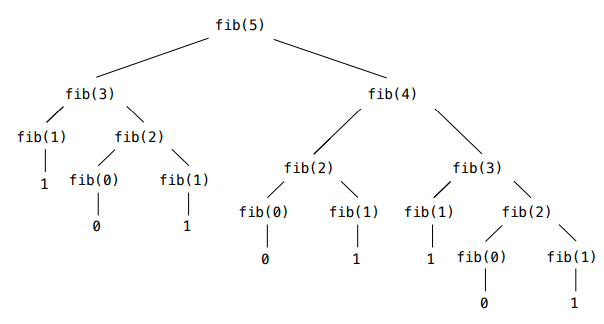 fib(5)
fib(3) fib(4)
fib(1) fib(2)
fib(2) fib(3)
1 fib(0) fib(1)
fib(0) fib(1) fib(1) fib(2)
0 1
0 1 1 fib(0) fib(1)
0 1